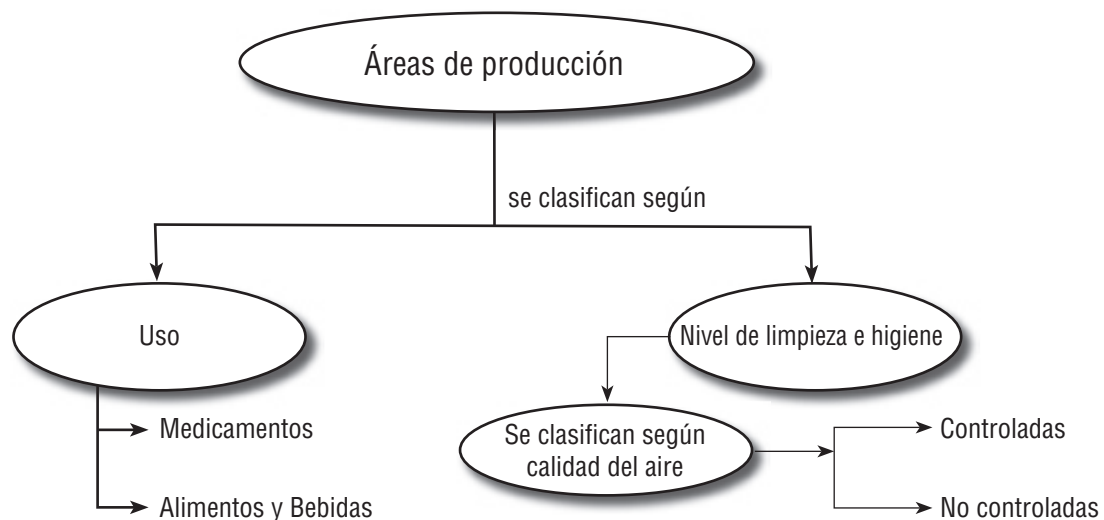 Áreas de producción
se clasifican según
Uso
Nivel de limpieza e higiene
Medicamentos
Alimentos y Bebidas
Se clasifican según
calidad del aire
Controladas
No controladas